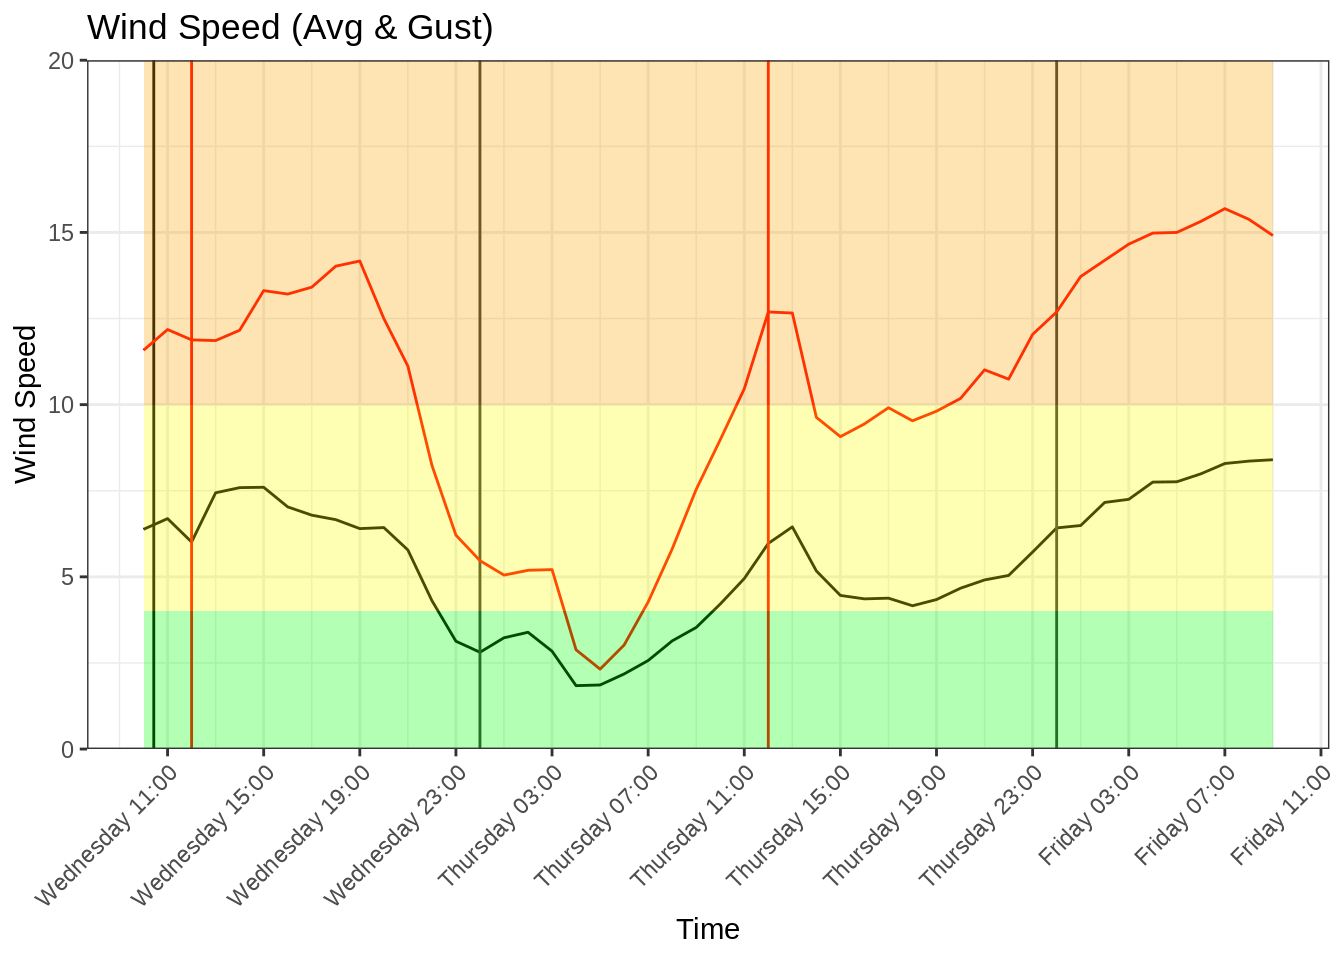 Wind Speed (Avg & Gust)
20
15
10
5
0
Wind Speed
Wednesday 11:00
Wednesday 15:00
Wednesday 19:00
Wednesday 23:00
Thursday 03:00
Thursday 07:00
Thursday 11:00
Thursday 15:00
Thursday 19:00
Thursday 23:00
Friday 03:00
Friday 07:00
Friday 11:00
Time